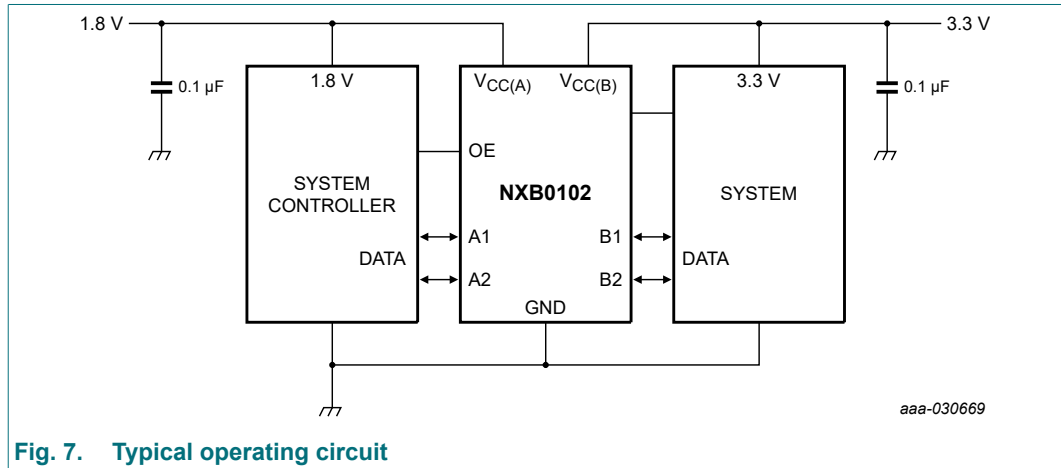 1.8 V
3.3 V
0.1 µF
1.8 V
VCC(A)
VCC(B)
3.3 V
0.1 µF
OE
NXB0102
SYSTEM
CONTROLLER
SYSTEM
DATA
A1
B1
DATA
A2
B2
GND
aaa-030669
Fig. 7. Typical operating circuit